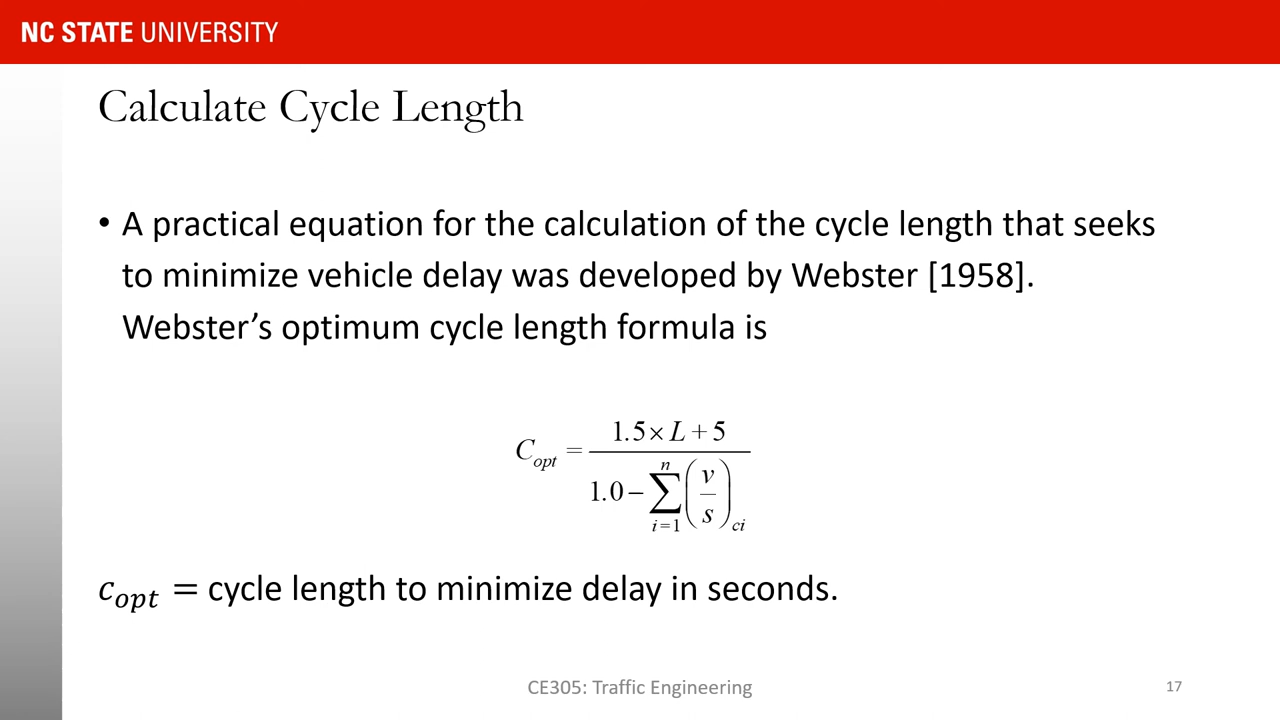 NC STATE UNIVERSITY
Calculate Cycle Length
• A practical equation for the calculation of the cycle length that seeks
to minimize vehicle delay was developed by Webster [1958].
Webster’s optimum cycle length formula is
C_opt = (1.5 × L + 5) / (1.0 − ∑_{i=1}^{n} (v/s)_{ci})
c_opt = cycle length to minimize delay in seconds.
CE305: Traffic Engineering
17